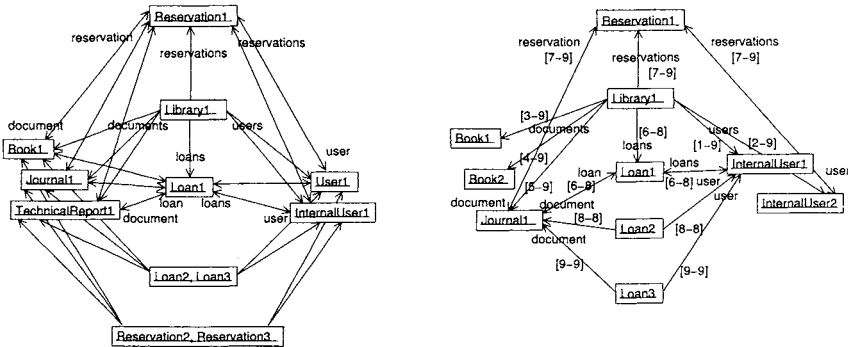 Reservation1
reservation
reservations
reservations
Library1
document
documents
users
Book1
loans
user
Journal1
Loan1
User1
TechnicalReport1
loan
loans
document
user
InternalUser1
Loan2, Loan3
Reservation2, Reservation3
Reservation1
reservation
[7-9]
reservations
[7-9]
reservations
[7-9]
Library1
[3-9]
documents
Book1
[6-8]
users
[1-9]
[2-9]
loans
[4-9]
Book2
loan
[6-8]
Loan1
loans
[6-8]
InternalUser1
user
user
[5-9]
document
document
Journal1
user
InternalUser2
[8-8]
Loan2
[8-8]
document
[9-9]
[9-9]
Loan3